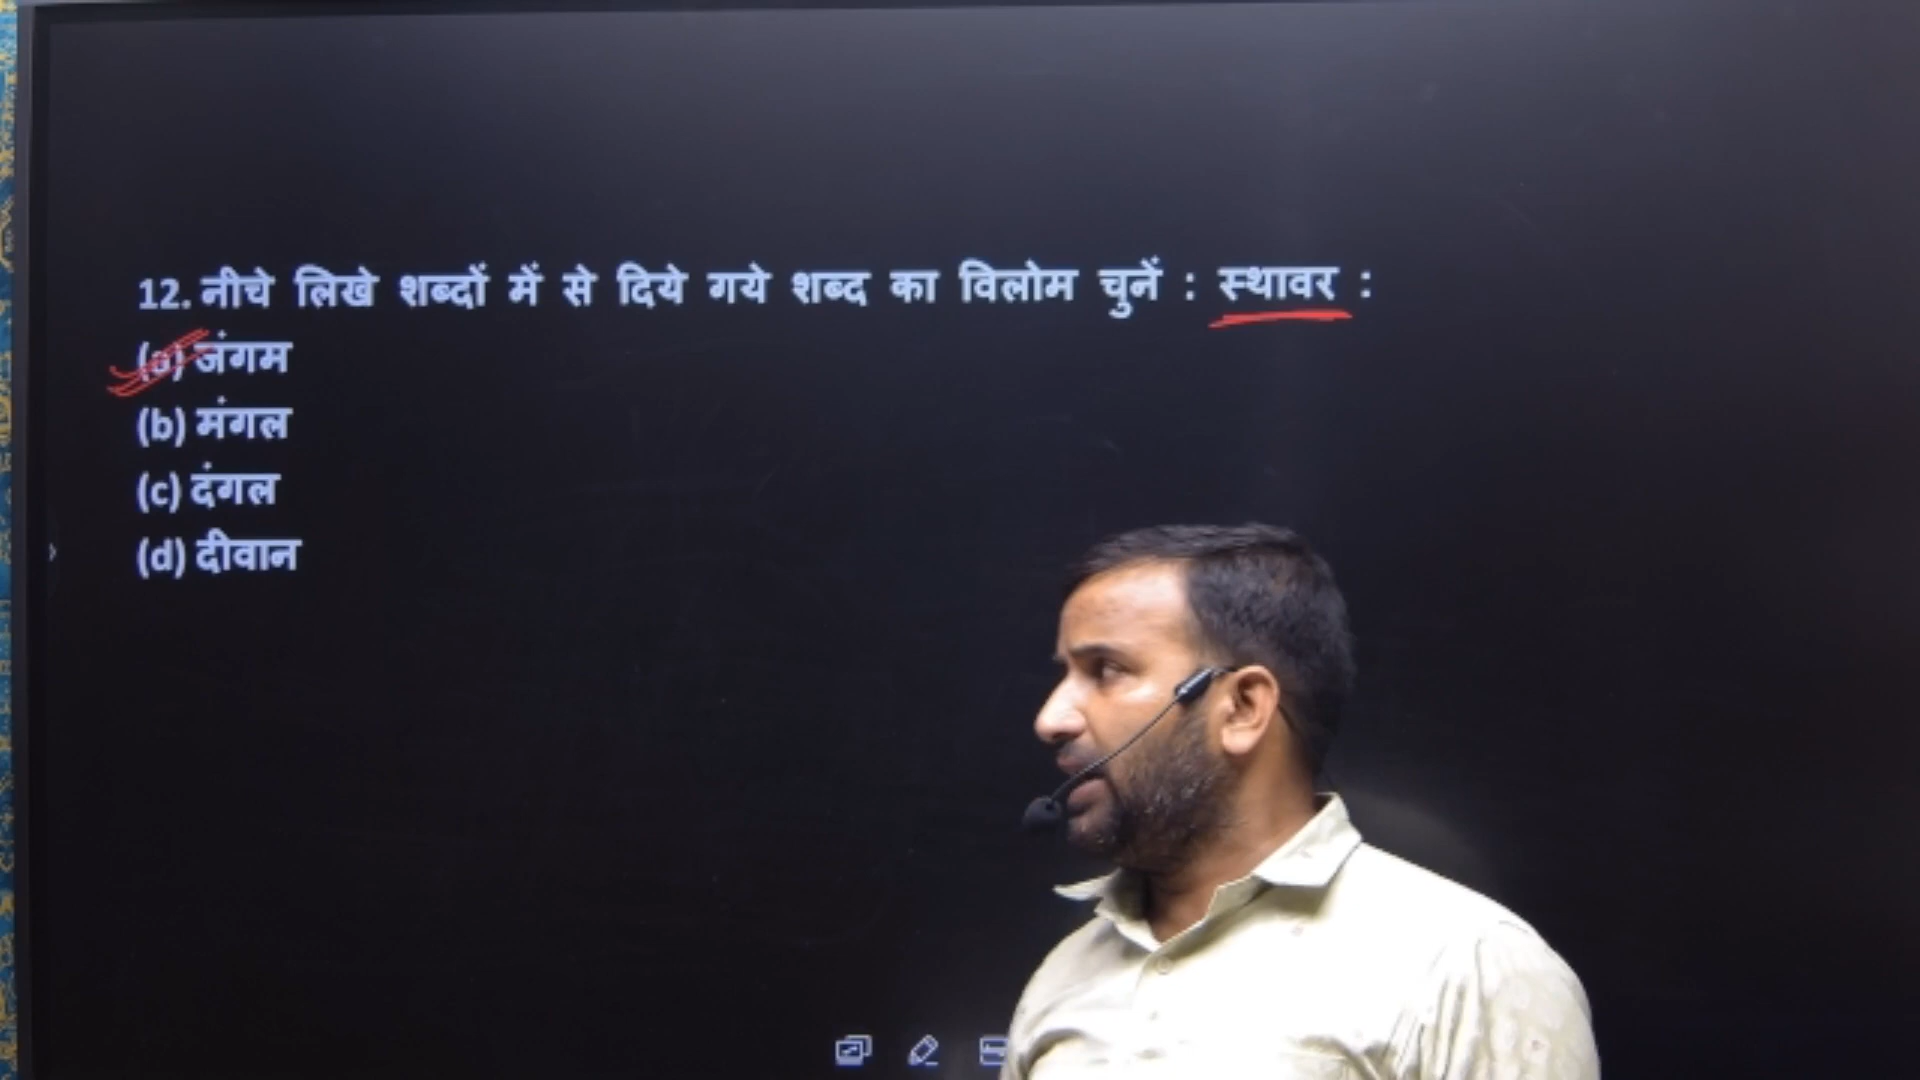 12. नीचे लिखे शब्दों में से दिये गये शब्द का विलोम चुनें : स्थावर :
(a) जंगम
(b) मंगल
(c) दंगल
(d) दीवान